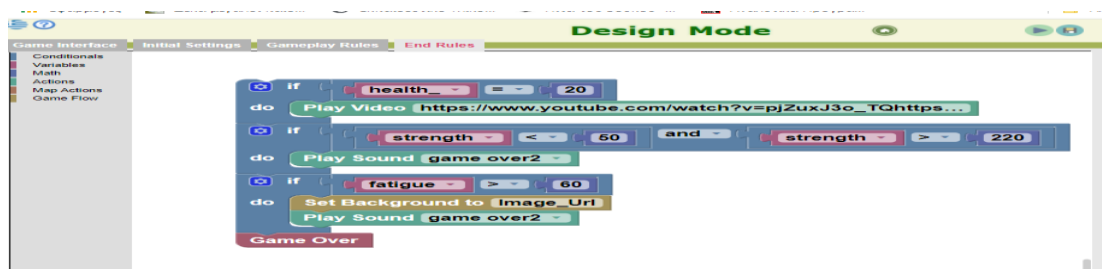 Design Mode
Game Interface Initial Settings Gameplay Rules End Rules
Conditionals
Variables
Math
Actions
Map Actions
Game Flow
if health_ = 20
do Play Video https://www.youtube.com/watch?v=pjZuxJ3o_TQhttps...
if strength < 50 and strength > 220
do Play Sound game over2
if fatigue > 60
do Set Background to Image_Url
Play Sound game over2
Game Over